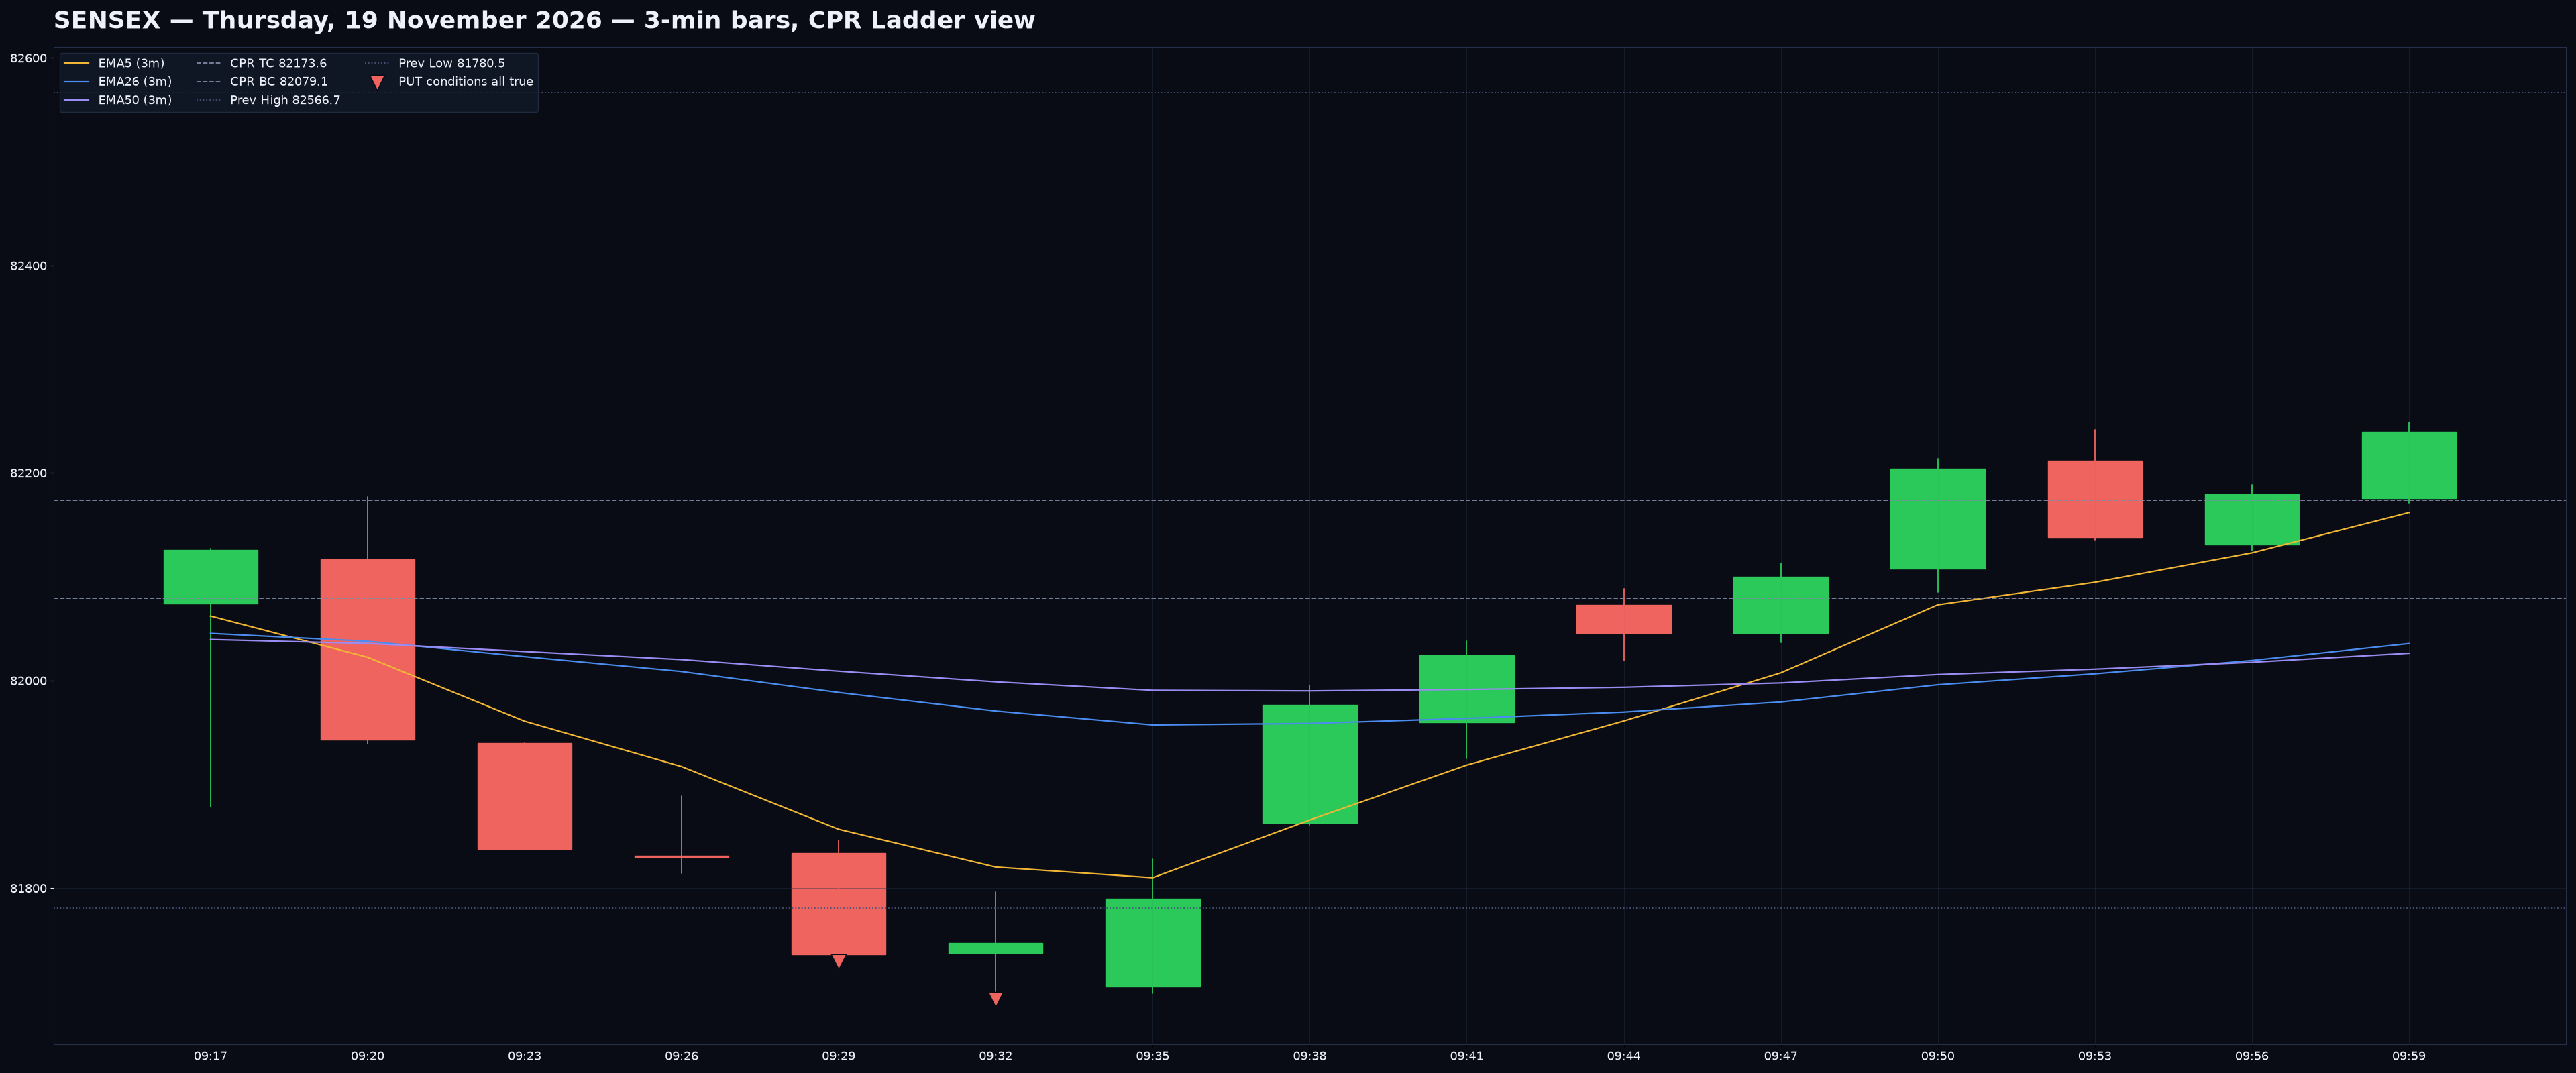 SENSEX — Thursday, 19 November 2026 — 3-min bars, CPR Ladder view
EMA5 (3m)
EMA26 (3m)
EMA50 (3m)
CPR TC 82173.6
CPR BC 82079.1
Prev High 82566.7
Prev Low 81780.5
PUT conditions all true
82600
82400
82200
82000
81800
09:17 09:20 09:23 09:26 09:29 09:32 09:35 09:38 09:41 09:44 09:47 09:50 09:53 09:56 09:59